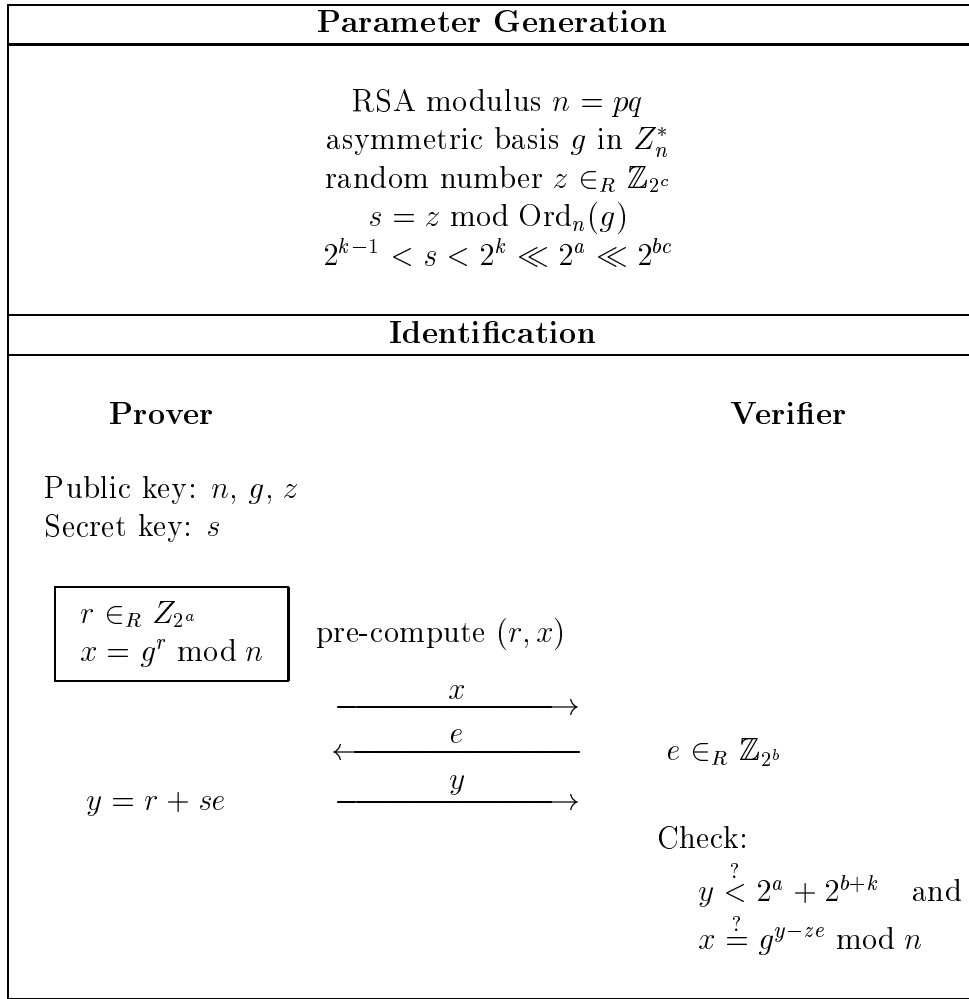 Parameter Generation
RSA modulus n = pq
asymmetric basis g in Z*ₙ
random number z ∈_R ℤ_{2^c}
s = z mod Ordₙ(g)
2^{k−1} < s < 2^k ≪ 2^a ≪ 2^{bc}
Identification
Prover Verifier
Public key: n, g, z
Secret key: s
r ∈_R Z_{2^a}
x = g^r mod n
pre-compute (r, x)
x
e
e ∈_R ℤ_{2^b}
y = r + se
y
Check:
y <^? 2^a + 2^{b+k} and
x =^? g^{y−ze} mod n